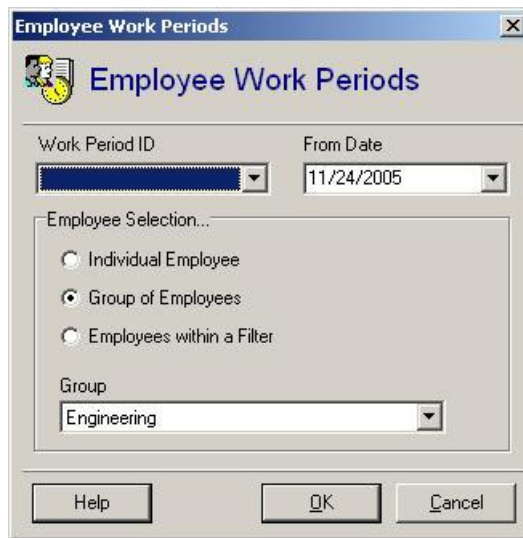 Employee Work Periods
Employee Work Periods
Work Period ID From Date
11/24/2005
Employee Selection...
Individual Employee
Group of Employees
Employees within a Filter
Group
Engineering
Help OK Cancel